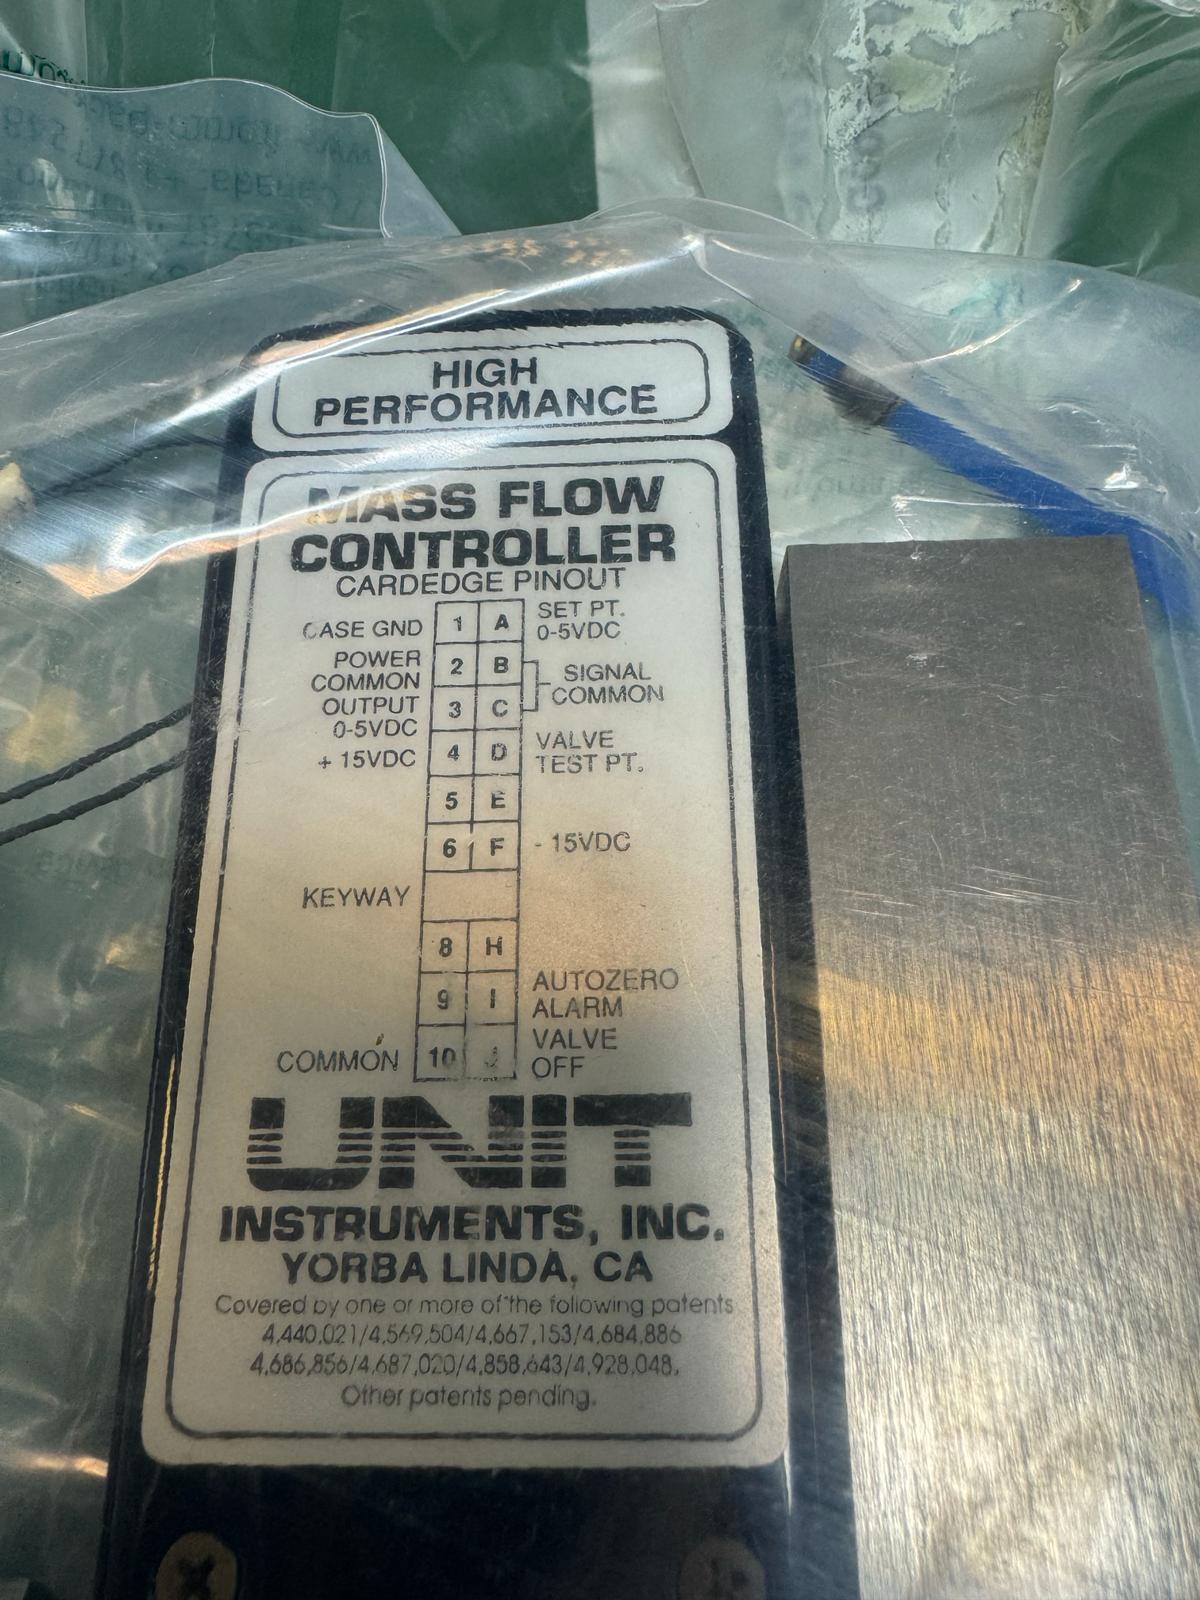 HIGH
PERFORMANCE
MASS FLOW
CONTROLLER
CARDEDGE PINOUT
CASE GND 1 A SET PT. 0-5VDC
POWER COMMON 2 B SIGNAL COMMON
OUTPUT 0-5VDC 3 C
+ 15VDC 4 D VALVE TEST PT.
5 E
6 F - 15VDC
KEYWAY
8 H
9 I AUTOZERO ALARM
COMMON 10 J VALVE OFF
UNIT
INSTRUMENTS, INC.
YORBA LINDA, CA
Covered by one or more of the following patents
4,440,021/4,569,504/4,667,153/4,684,886
4,686,856/4,687,020/4,858,643/4,928,048.
Other patents pending.